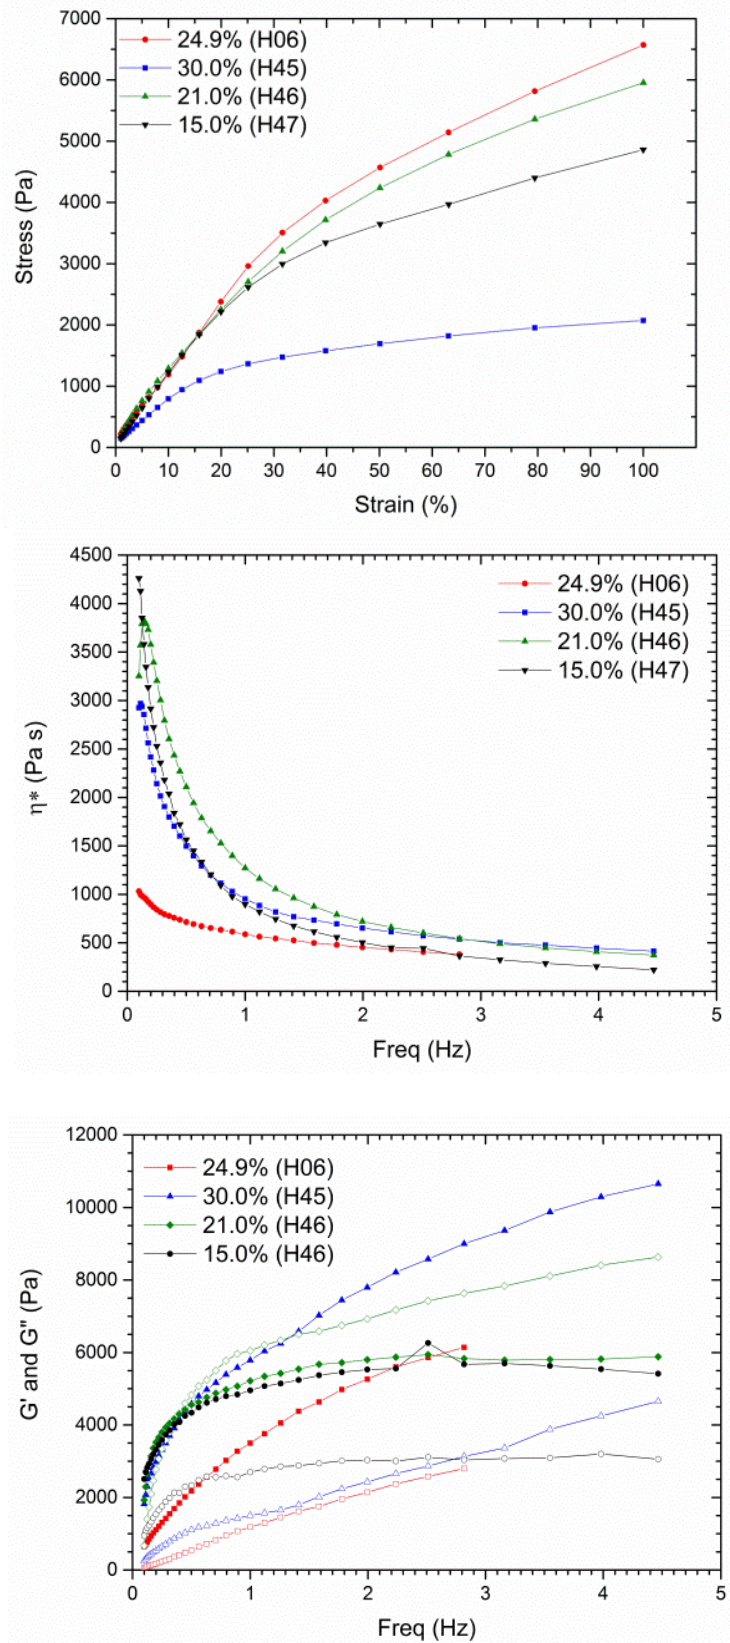 7000
6000
5000
4000
3000
2000
1000
0
Stress (Pa)
24.9% (H06)
30.0% (H45)
21.0% (H46)
15.0% (H47)
0 10 20 30 40 50 60 70 80 90 100
Strain (%)
4500
4000
3500
3000
2500
2000
1500
1000
500
0
η* (Pa s)
24.9% (H06)
30.0% (H45)
21.0% (H46)
15.0% (H47)
0 1 2 3 4 5
Freq (Hz)
12000
10000
8000
6000
4000
2000
0
G' and G" (Pa)
24.9% (H06)
30.0% (H45)
21.0% (H46)
15.0% (H46)
0 1 2 3 4 5
Freq (Hz)